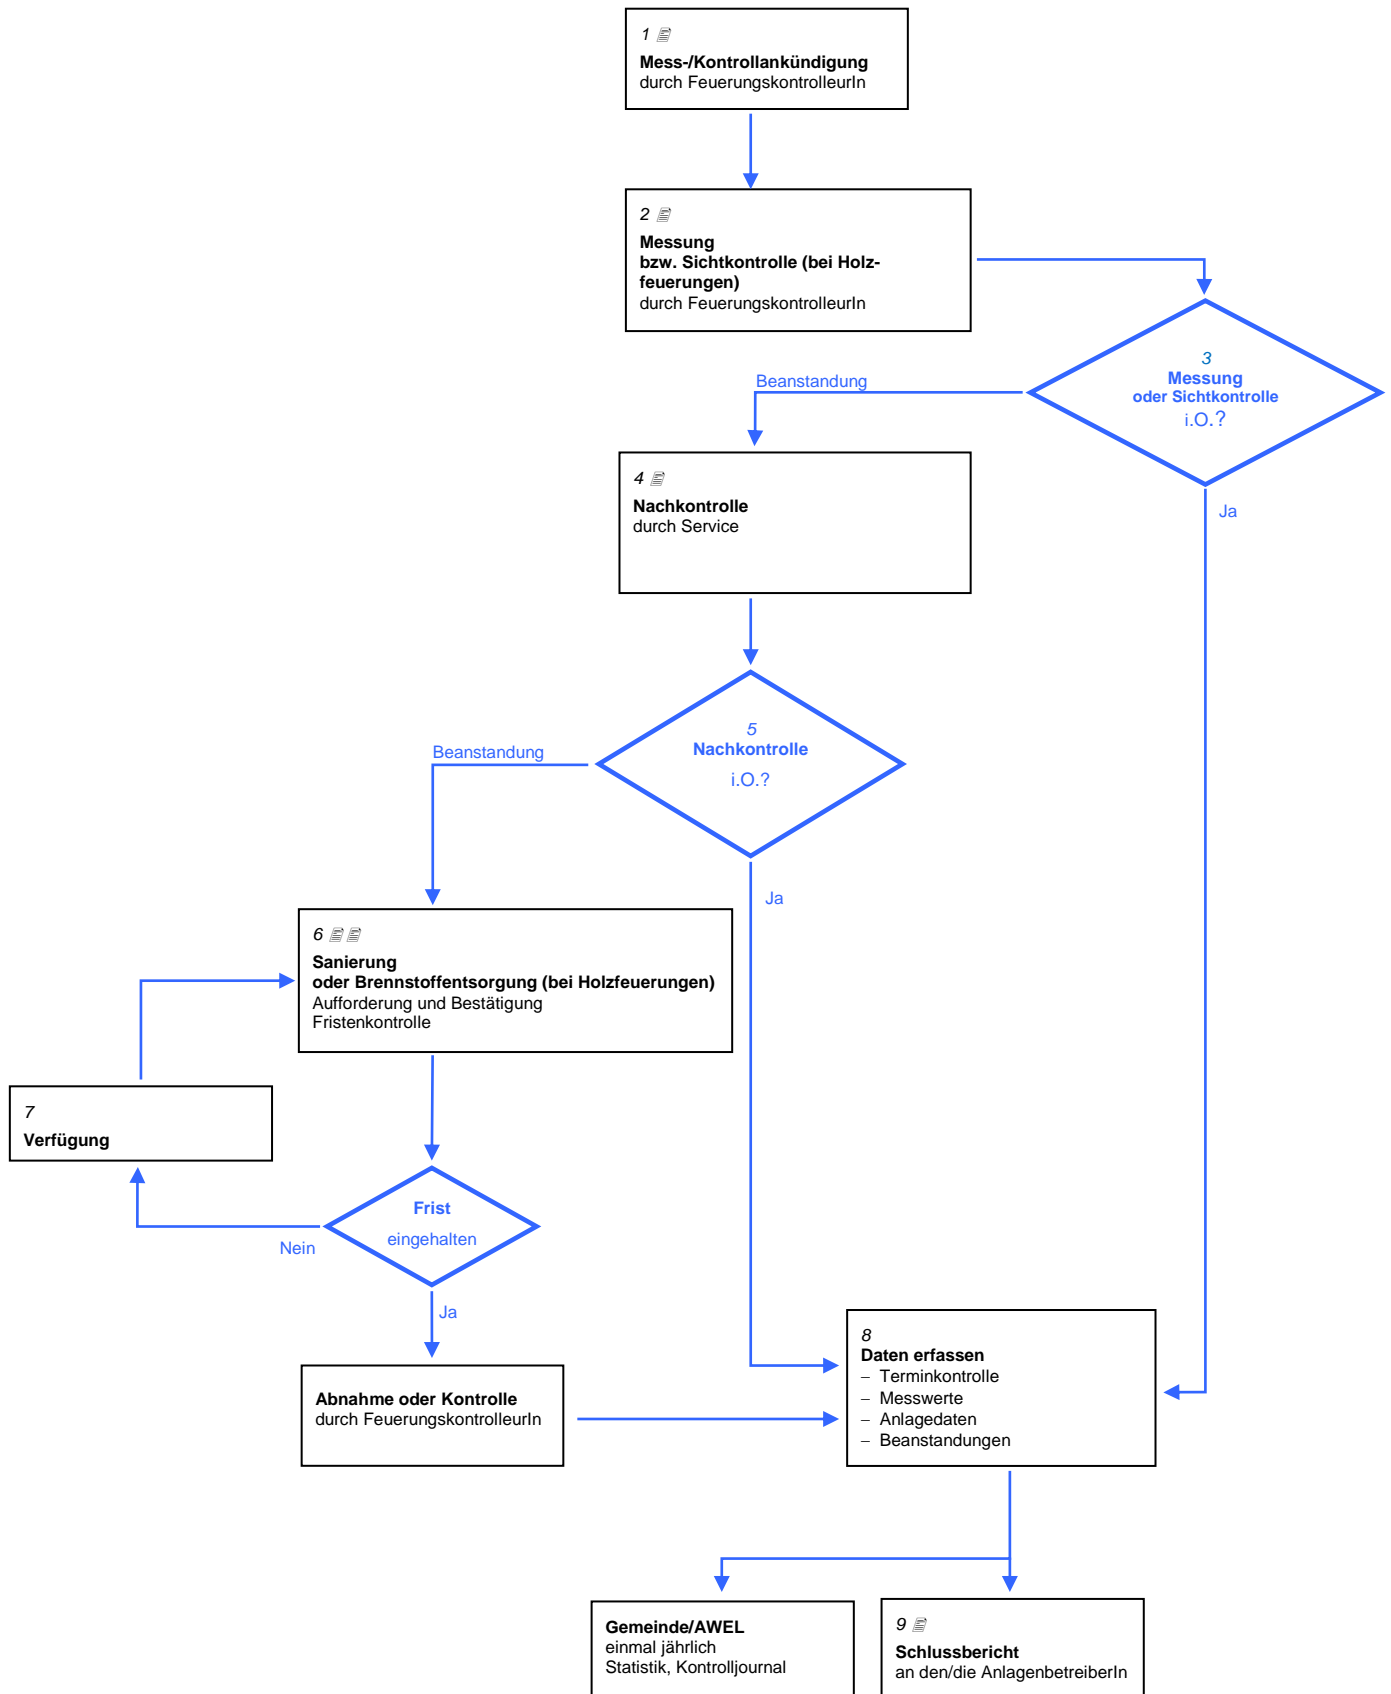 1
Mess-/Kontrollankündigung
durch FeuerungskontrolleurIn
2
Messung
bzw. Sichtkontrolle (bei Holz-
feuerungen)
durch FeuerungskontrolleurIn
3
Messung
oder Sichtkontrolle
i.O.?
Beanstandung
Ja
4
Nachkontrolle
durch Service
5
Nachkontrolle
i.O.?
Beanstandung
Ja
6
Sanierung
oder Brennstoffentsorgung (bei Holzfeuerungen)
Aufforderung und Bestätigung
Fristenkontrolle
7
Verfügung
Frist
eingehalten
Nein
Ja
Abnahme oder Kontrolle
durch FeuerungskontrolleurIn
8
Daten erfassen
– Terminkontrolle
– Messwerte
– Anlagedaten
– Beanstandungen
Gemeinde/AWEL
einmal jährlich
Statistik, Kontrolljournal
9
Schlussbericht
an den/die AnlagenbetreiberIn